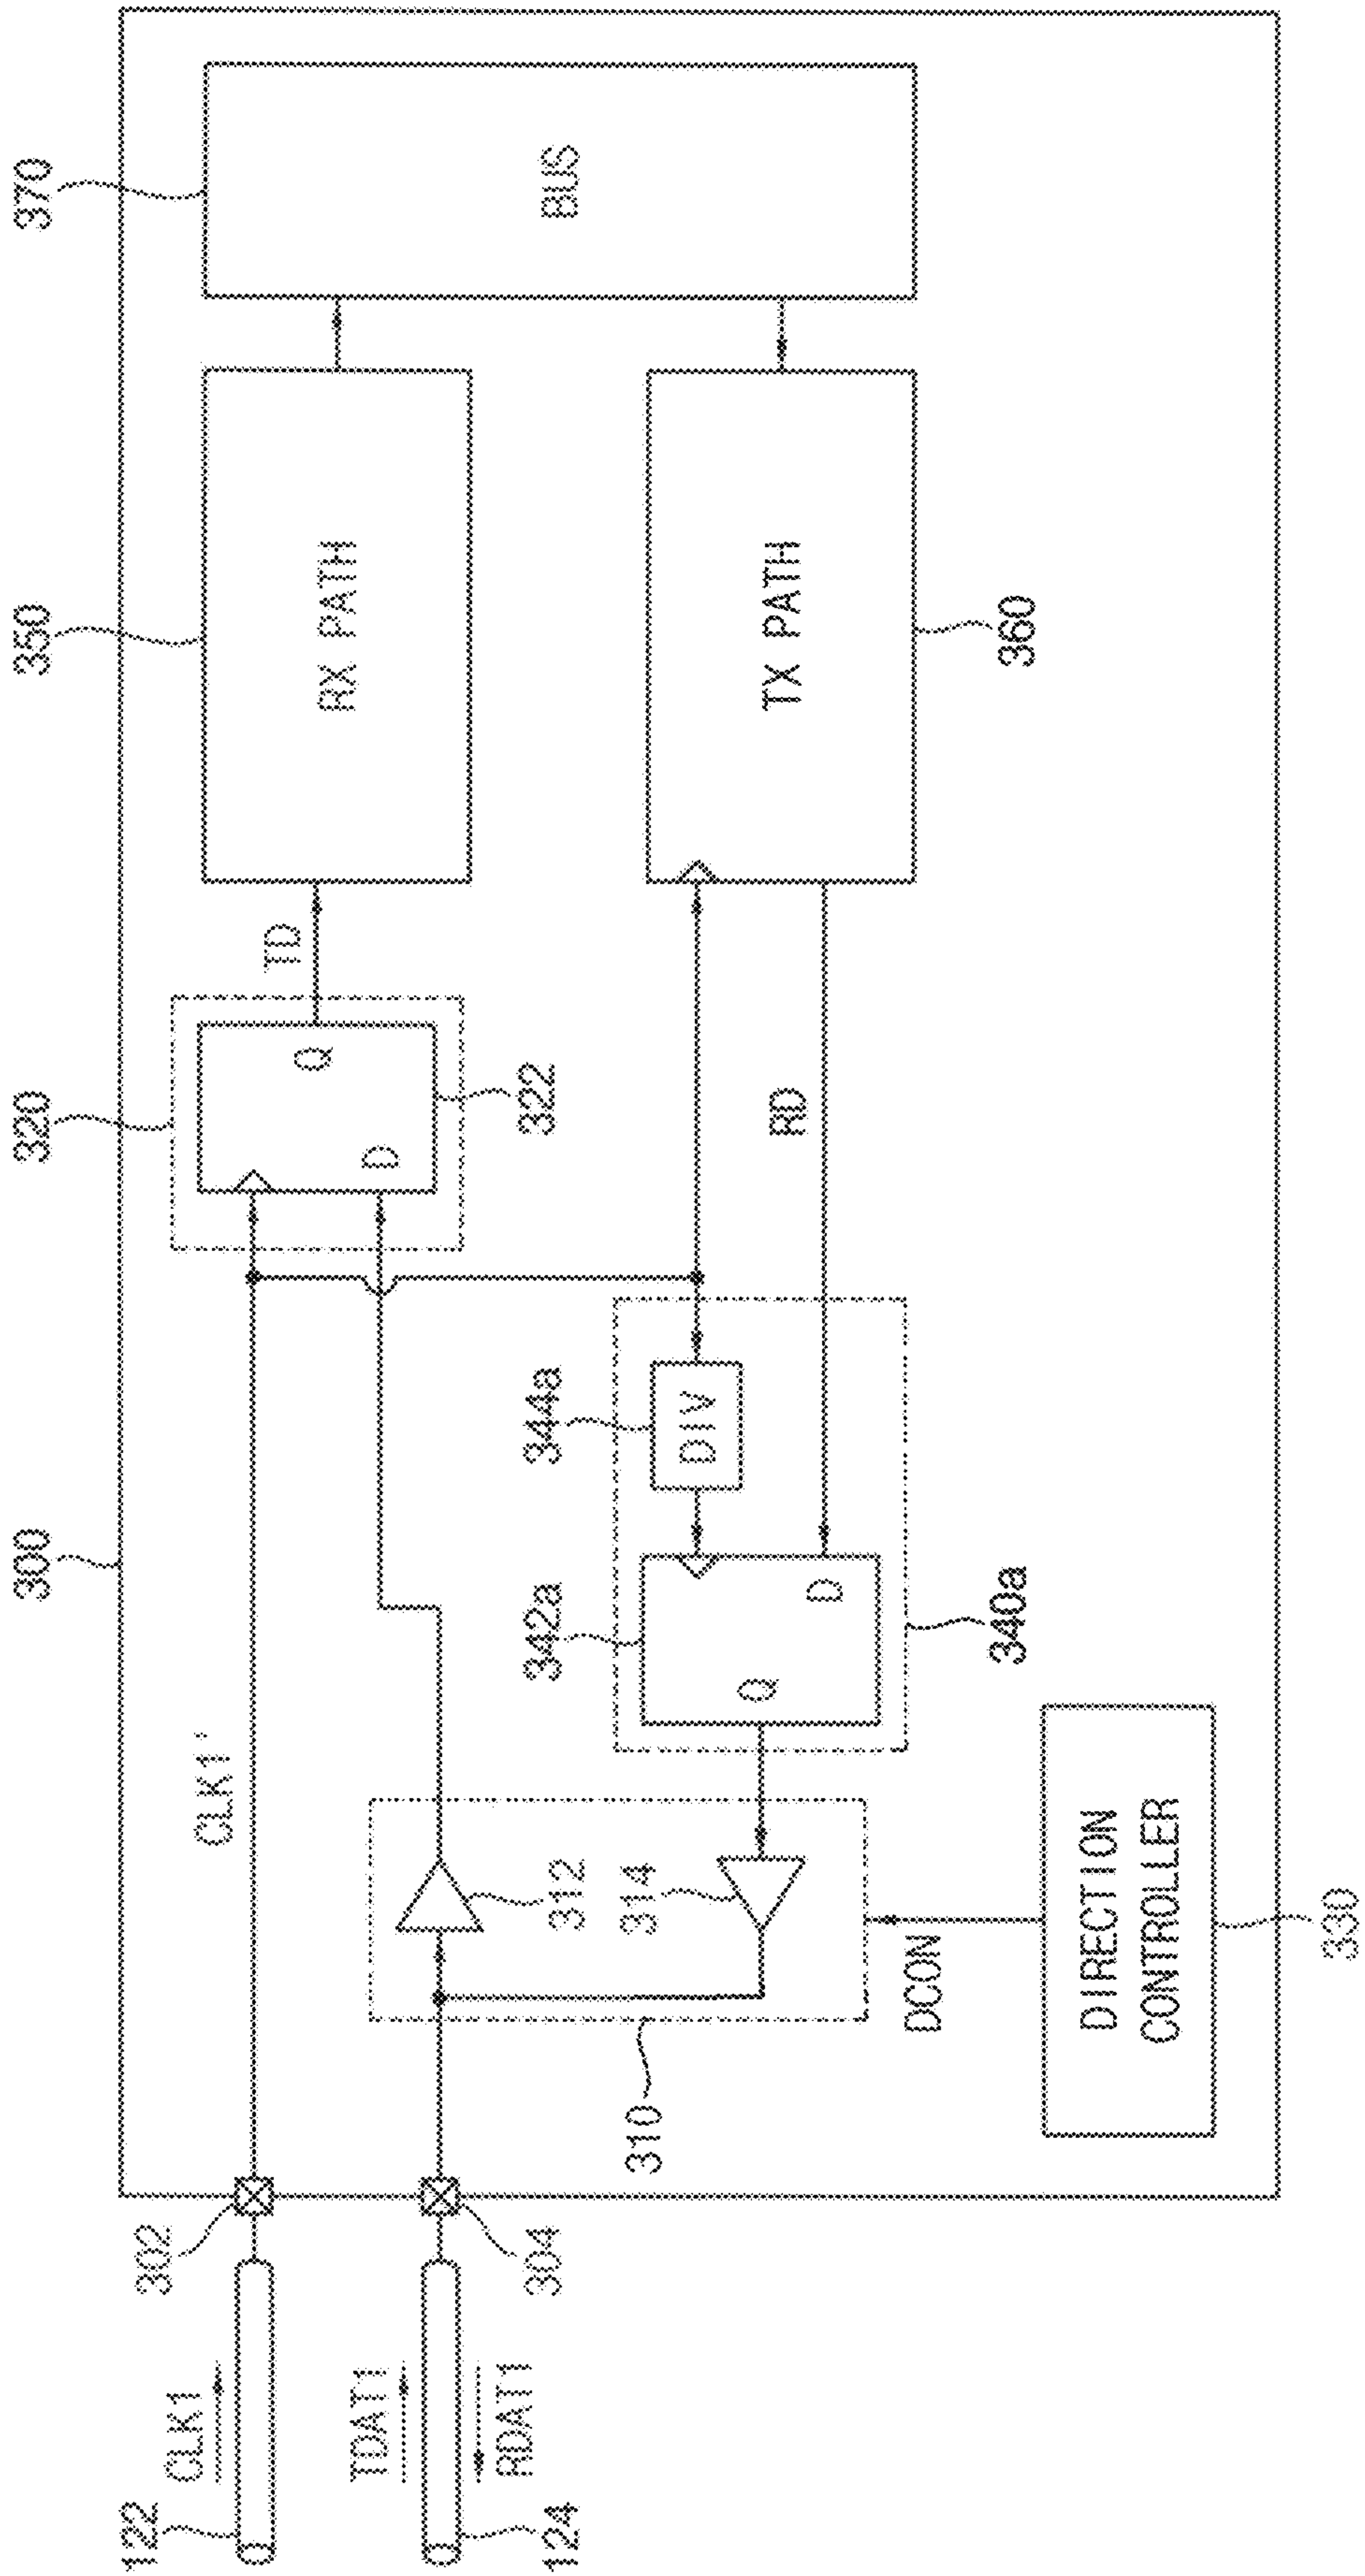 300
320
350
370
CLK1'
TD
RX PATH
BUS
Q
D
322
122
CLK1
302
TDAT1
RDAT1
124
304
310
312
314
342a
344a
DIV
Q
D
340a
RD
TX PATH
360
DCON
DIRECTION
CONTROLLER
330